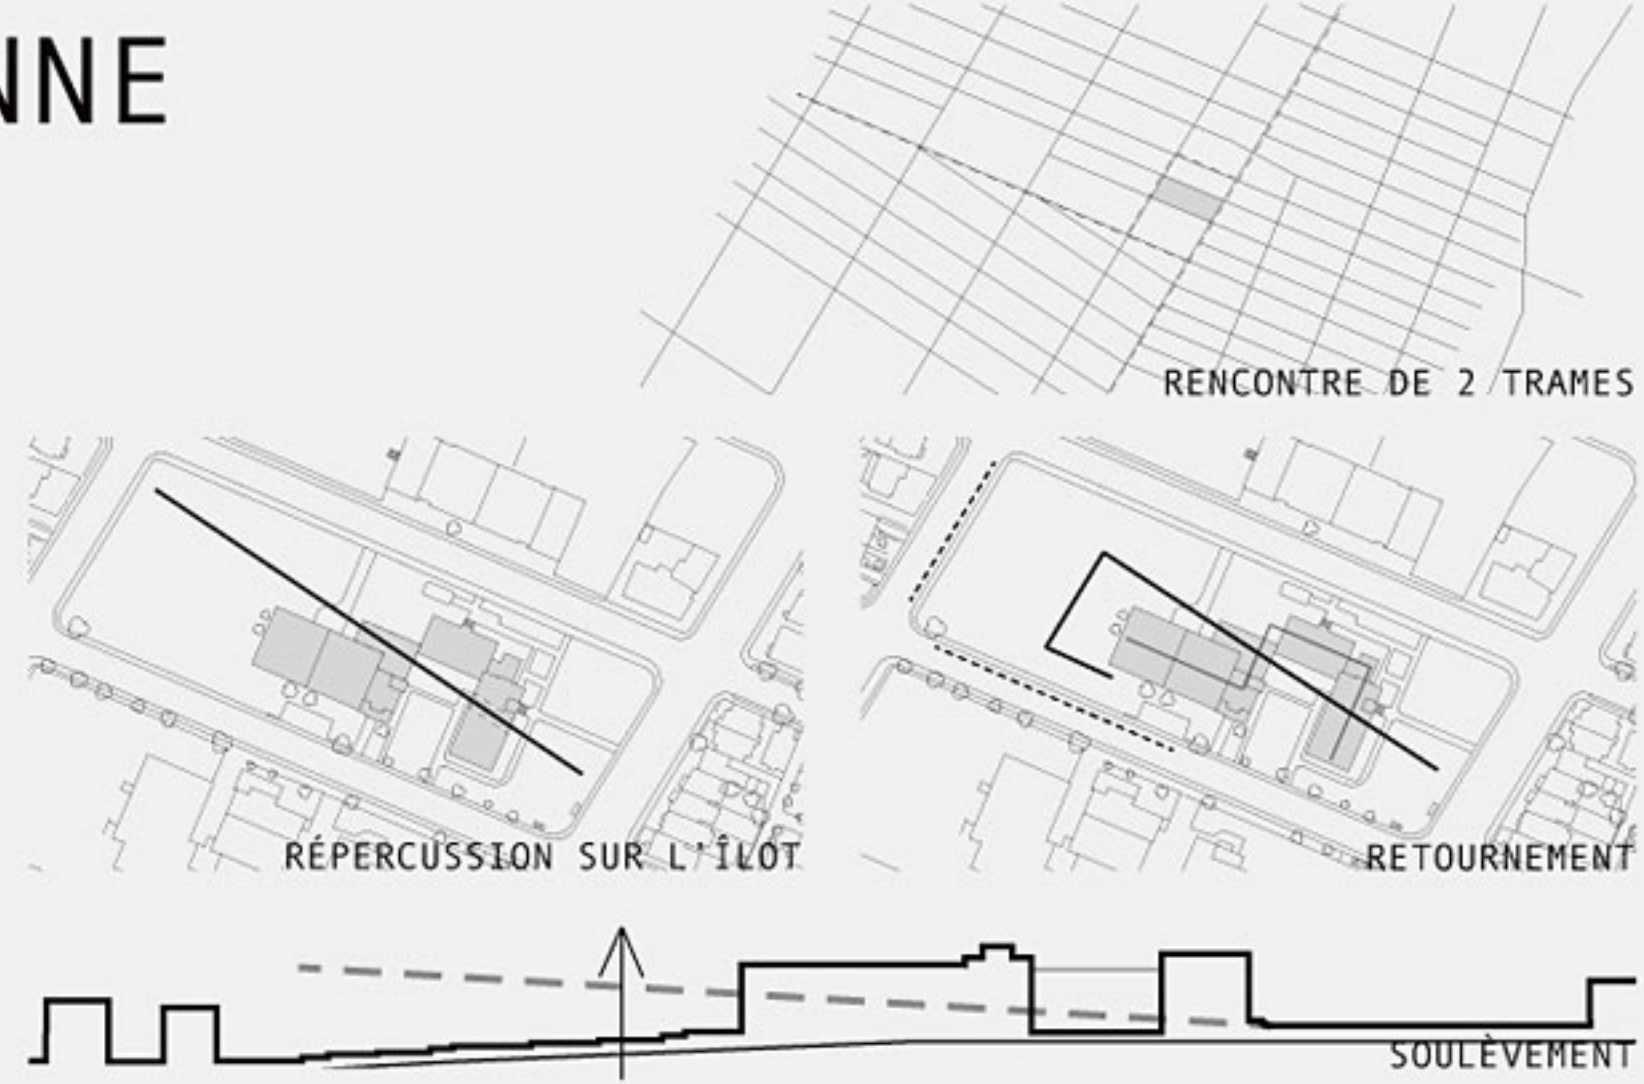 NNE
RENCONTRE DE 2 TRAMES
RÉPERCUSSION SUR L'ÎLOT
RETOURNEMENT
SOULÈVEMENT